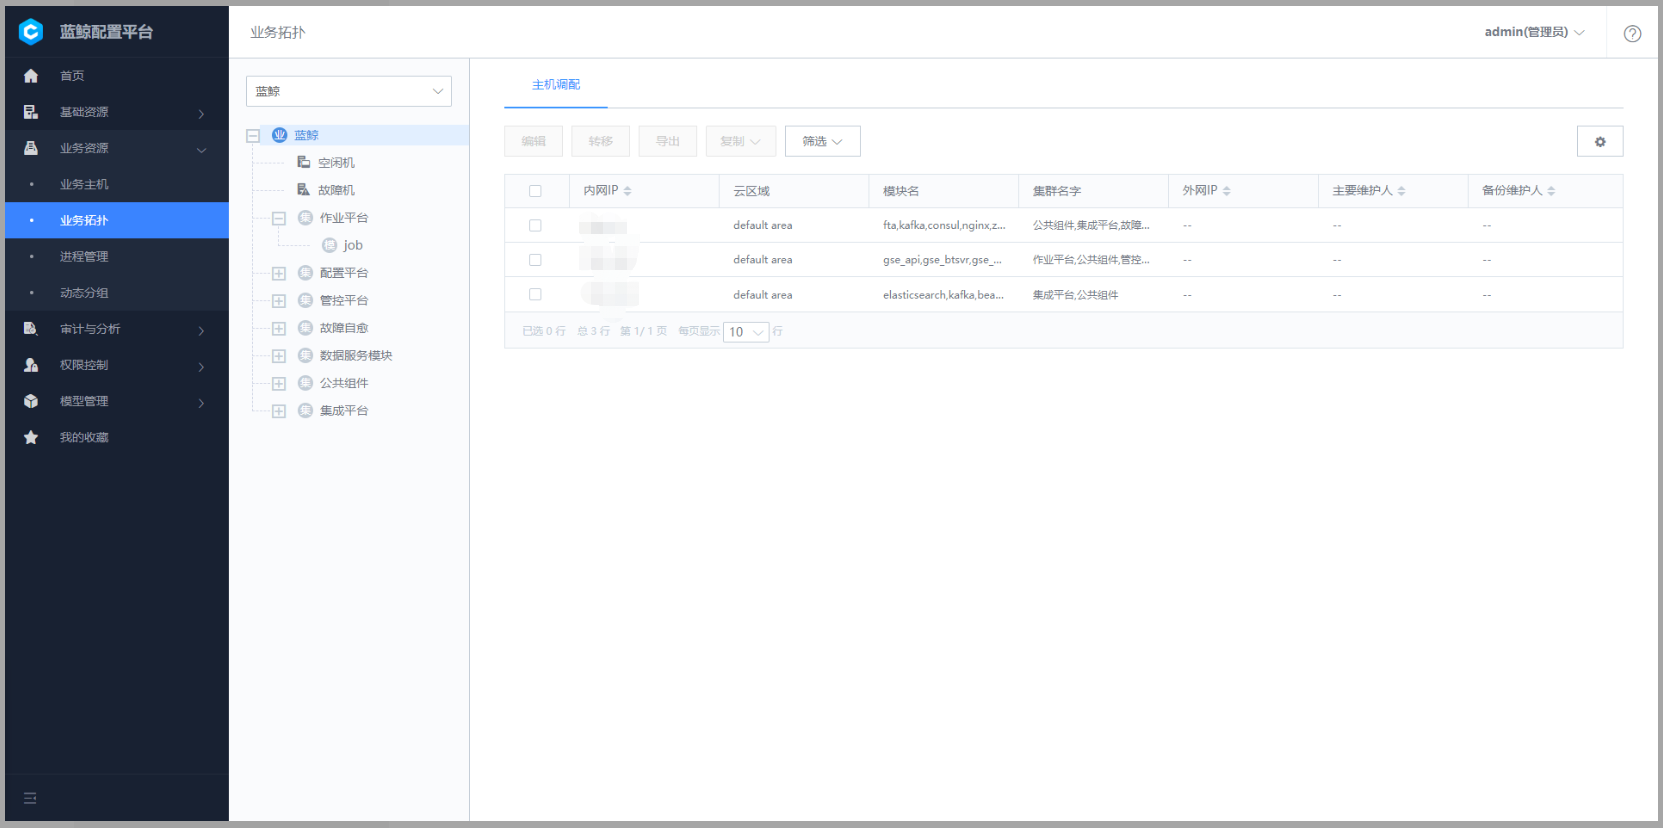 蓝鲸配置平台
业务拓扑
admin(管理员)
首页
基础资源
业务资源
业务主机
业务拓扑
进程管理
动态分组
审计与分析
权限控制
模型管理
我的收藏
蓝鲸
业 蓝鲸
空闲机
故障机
集 作业平台
模 job
集 配置平台
集 管控平台
集 故障自愈
集 数据服务模块
集 公共组件
集 集成平台
主机调配
编辑 转移 导出 复制 筛选
内网IP 云区域 模块名 集群名字 外网IP 主要维护人 备份维护人
default area fta,kafka,consul,nginx,z... 公共组件,集成平台,故障... -- -- --
default area gse_api,gse_btsvr,gse_... 作业平台,公共组件,管控... -- -- --
default area elasticsearch,kafka,bea... 集成平台,公共组件 -- -- --
已选 0 行 总 3 行 第 1/ 1 页 每页显示 10 行